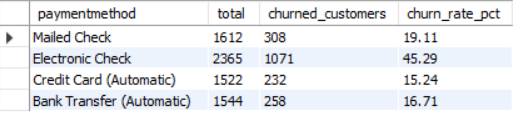 paymentmethod total churned_customers churn_rate_pct
Mailed Check 1612 308 19.11
Electronic Check 2365 1071 45.29
Credit Card (Automatic) 1522 232 15.24
Bank Transfer (Automatic) 1544 258 16.71